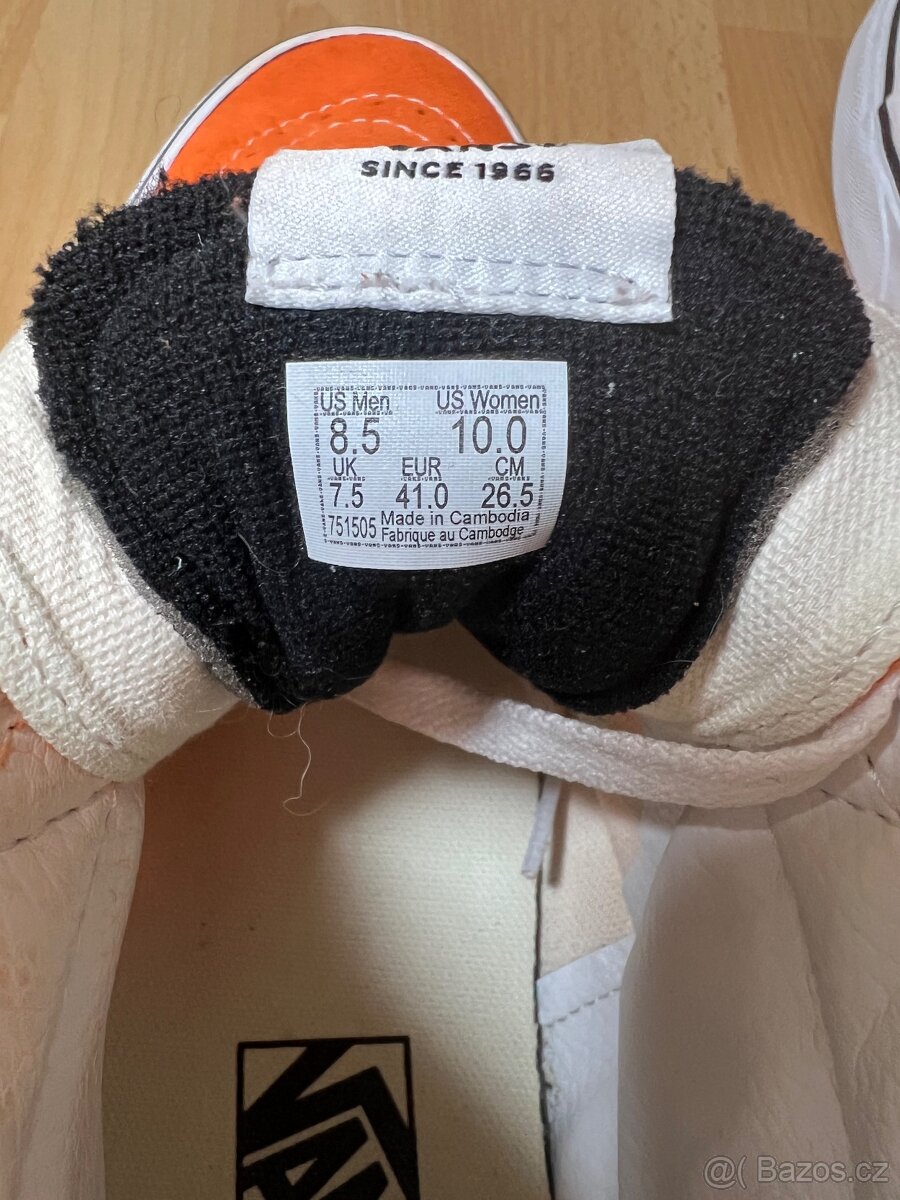 SINCE 1966
US Men US Women
8.5 10.0
UK EUR CM
7.5 41.0 26.5
751505 Made in Cambodia
Fabrique au Cambodge
@( Bazos.cz